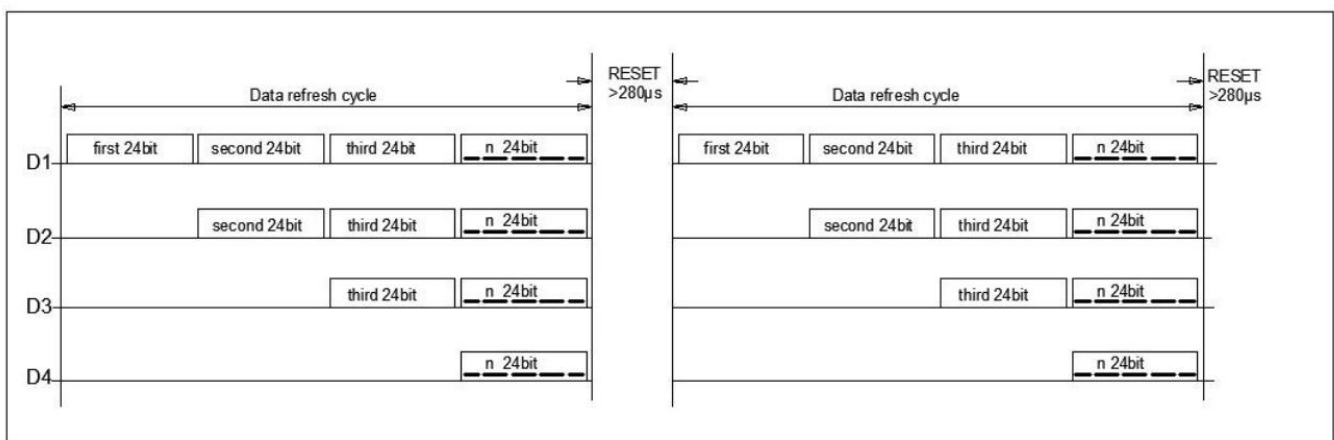 RESET
>280µs
RESET
>280µs
Data refresh cycle
Data refresh cycle
D1 first 24bit second 24bit third 24bit n 24bit first 24bit second 24bit third 24bit n 24bit
D2 second 24bit third 24bit n 24bit second 24bit third 24bit n 24bit
D3 third 24bit n 24bit third 24bit n 24bit
D4 n 24bit n 24bit